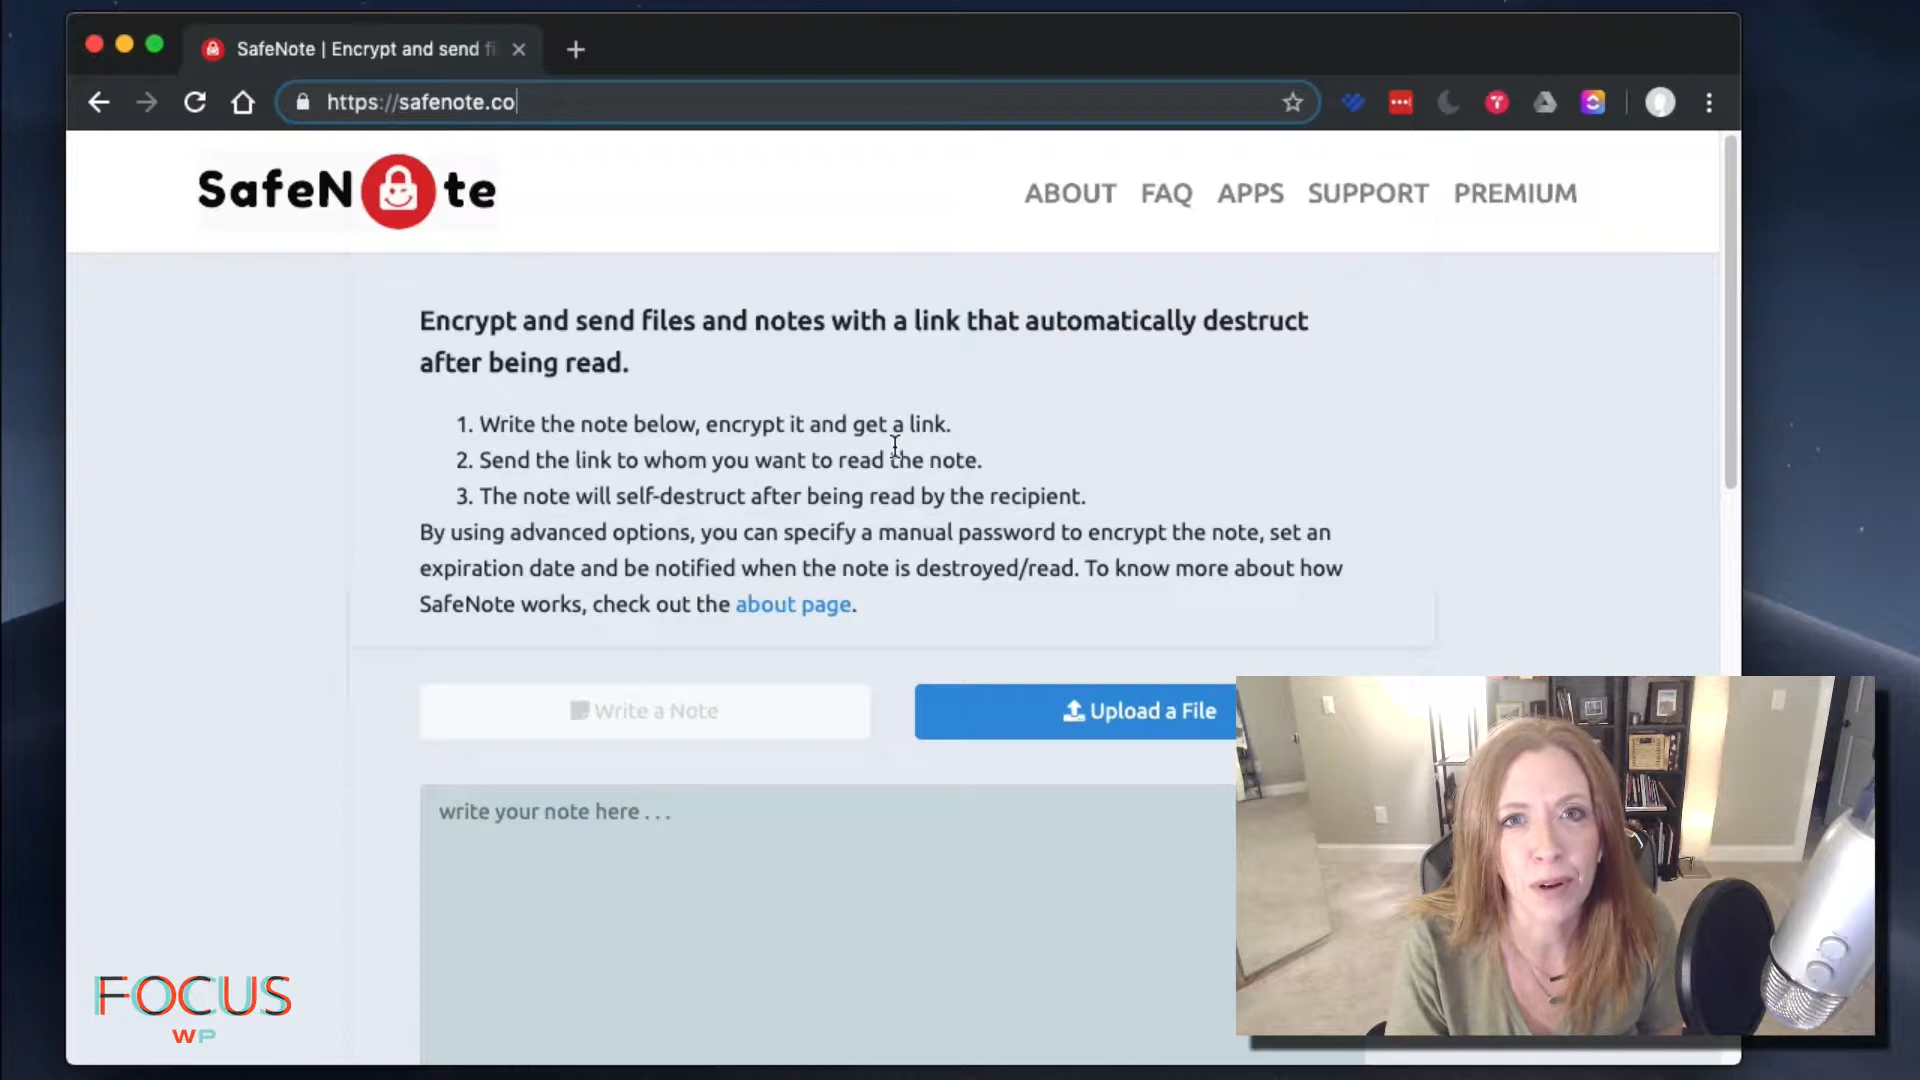 SafeNote | Encrypt and send fi
https://safenote.co
SafeN te
ABOUT FAQ APPS SUPPORT PREMIUM
Encrypt and send files and notes with a link that automatically destruct
after being read.
1. Write the note below, encrypt it and get a link.
2. Send the link to whom you want to read the note.
3. The note will self-destruct after being read by the recipient.
By using advanced options, you can specify a manual password to encrypt the note, set an
expiration date and be notified when the note is destroyed/read. To know more about how
SafeNote works, check out the about page.
Write a Note
Upload a File
write your note here . . .
FOCUS
WP